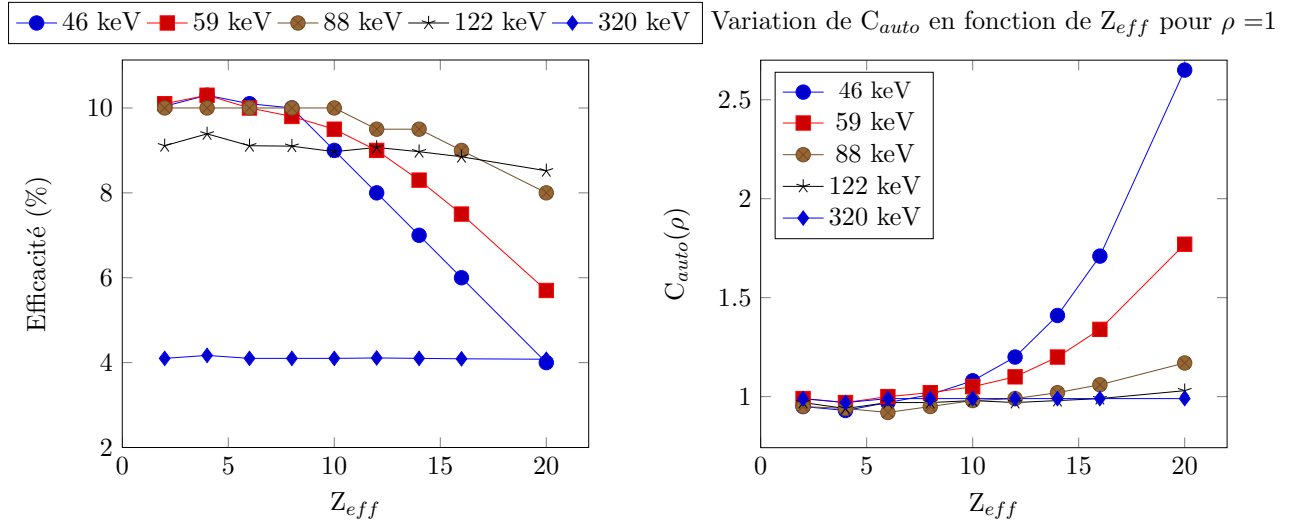 46 keV 59 keV 88 keV 122 keV 320 keV
Efficacité (%)
10
8
6
4
2
0 5 10 15 20
Z_eff
Variation de C_auto en fonction de Z_eff pour ρ =1
46 keV
59 keV
88 keV
122 keV
320 keV
C_auto(ρ)
2.5
2
1.5
1
0 5 10 15 20
Z_eff